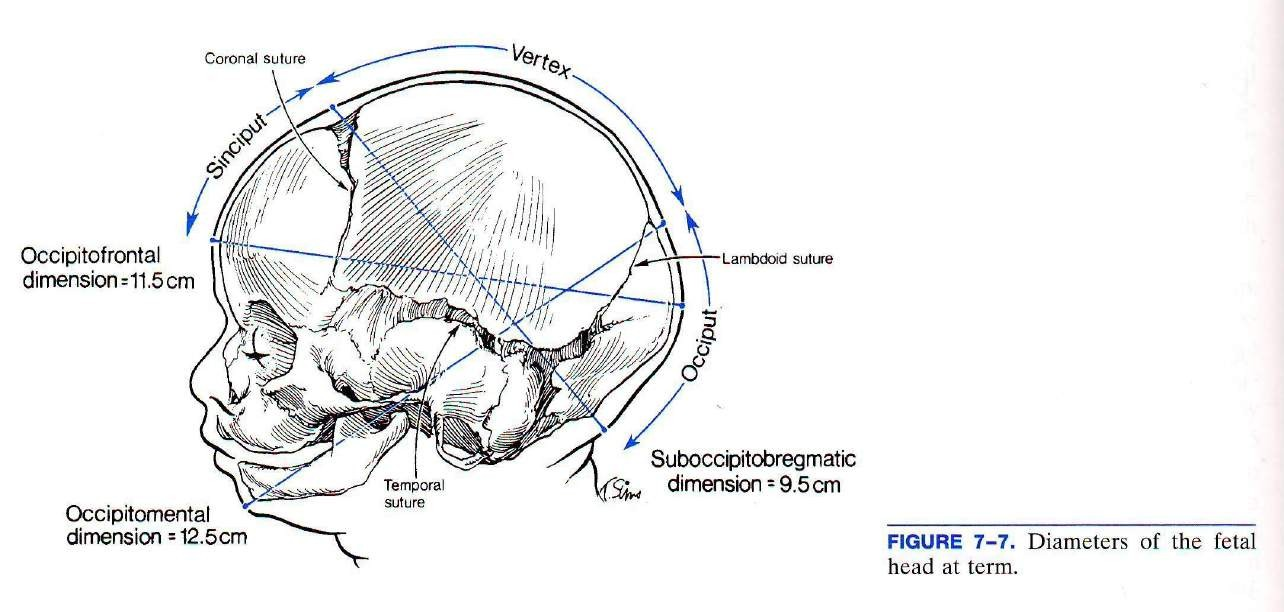 Coronal suture
Vertex
Sinciput
Occipitofrontal
dimension = 11.5 cm
Lambdoid suture
Occiput
Suboccipitobregmatic
dimension = 9.5 cm
T. Sims
Temporal
suture
Occipitomental
dimension = 12.5 cm
FIGURE 7–7. Diameters of the fetal
head at term.